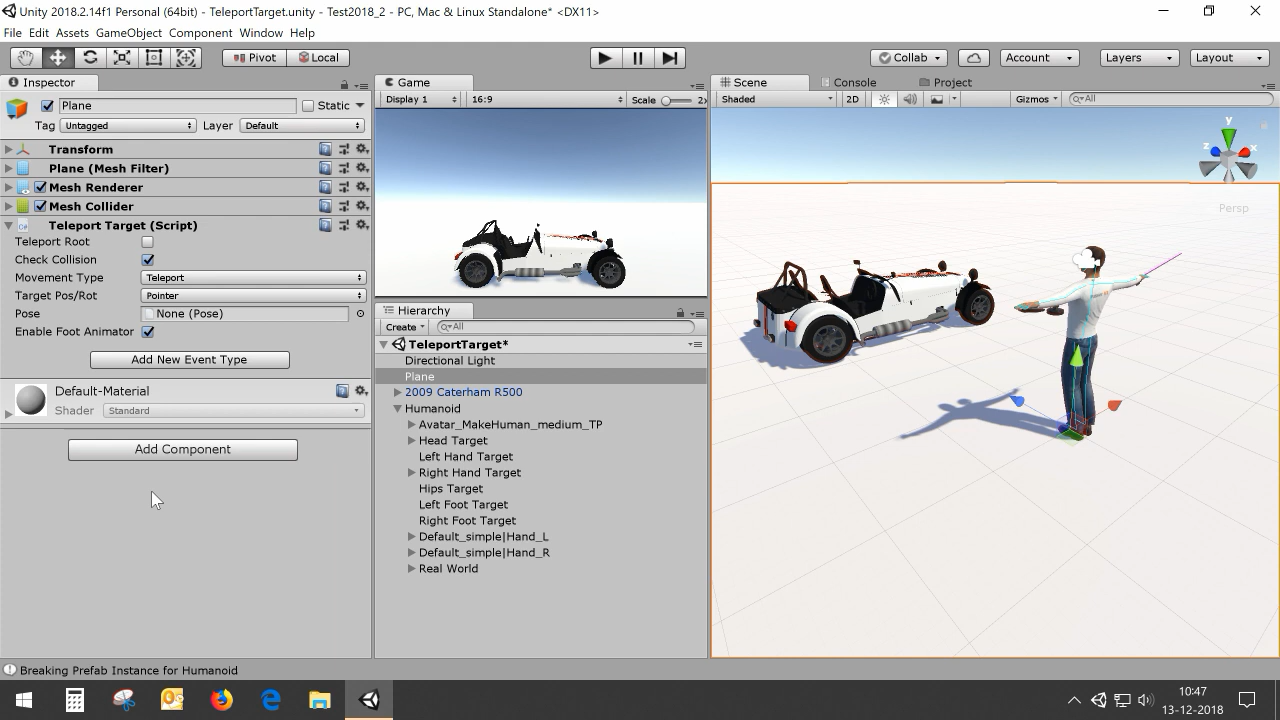 Unity 2018.2.14f1 Personal (64bit) - TeleportTarget.unity - Test2018_2 - PC, Mac & Linux Standalone* <DX11>
File Edit Assets GameObject Component Window Help
Pivot Local Collab Account Layers Layout
Inspector
Plane Static
Tag Untagged Layer Default
Transform
Plane (Mesh Filter)
Mesh Renderer
Mesh Collider
Teleport Target (Script)
Teleport Root
Check Collision
Movement Type Teleport
Target Pos/Rot Pointer
Pose None (Pose)
Enable Foot Animator
Add New Event Type
Default-Material
Shader Standard
Add Component
Game
Display 1 16:9 Scale 2x
Hierarchy
Create All
TeleportTarget*
Directional Light
Plane
2009 Caterham R500
Humanoid
Avatar_MakeHuman_medium_TP
Head Target
Left Hand Target
Right Hand Target
Hips Target
Left Foot Target
Right Foot Target
Default_simple|Hand_L
Default_simple|Hand_R
Real World
Scene Console Project
Shaded 2D Gizmos All
y
z x
Persp
Breaking Prefab Instance for Humanoid
10:47
13-12-2018